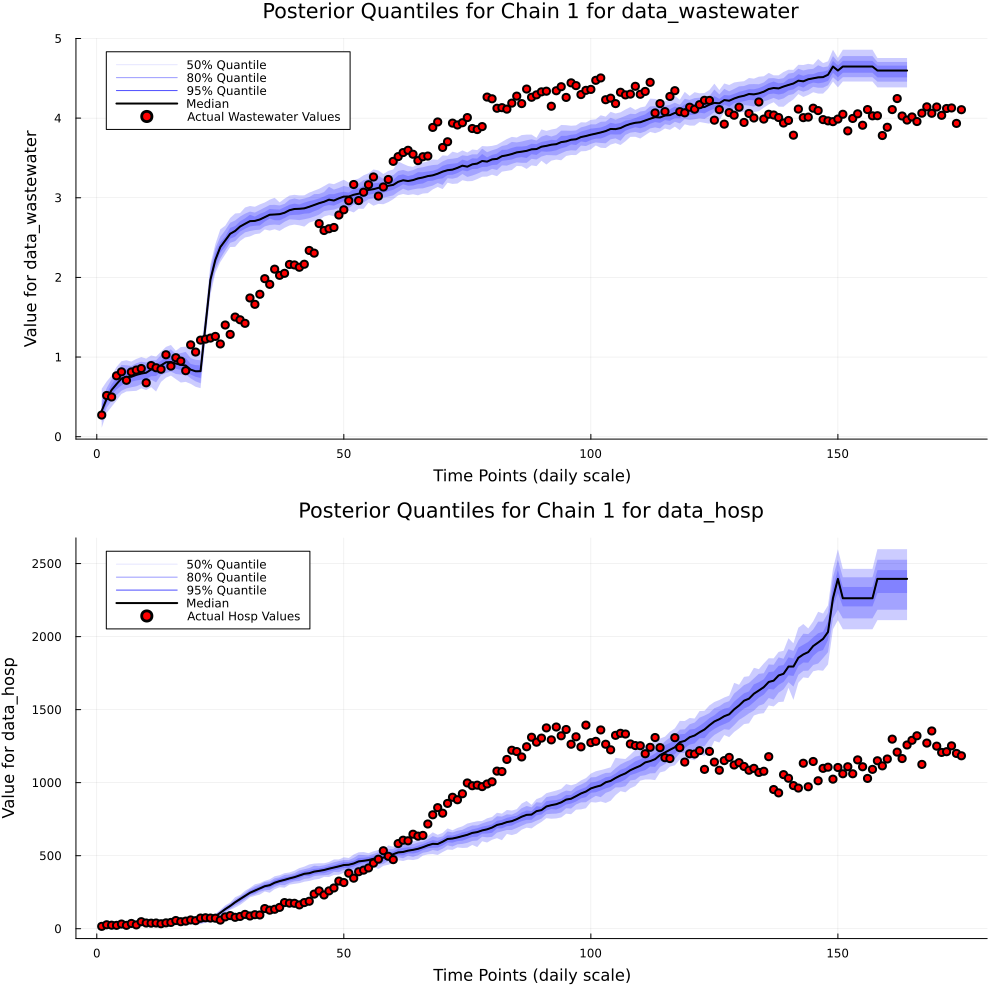 Posterior Quantiles for Chain 1 for data_wastewater
Value for data_wastewater
5
4
3
2
1
0
50% Quantile
80% Quantile
95% Quantile
Median
Actual Wastewater Values
0
50
100
150
Time Points (daily scale)
Posterior Quantiles for Chain 1 for data_hosp
Value for data_hosp
2500
2000
1500
1000
500
0
50% Quantile
80% Quantile
95% Quantile
Median
Actual Hosp Values
0
50
100
150
Time Points (daily scale)